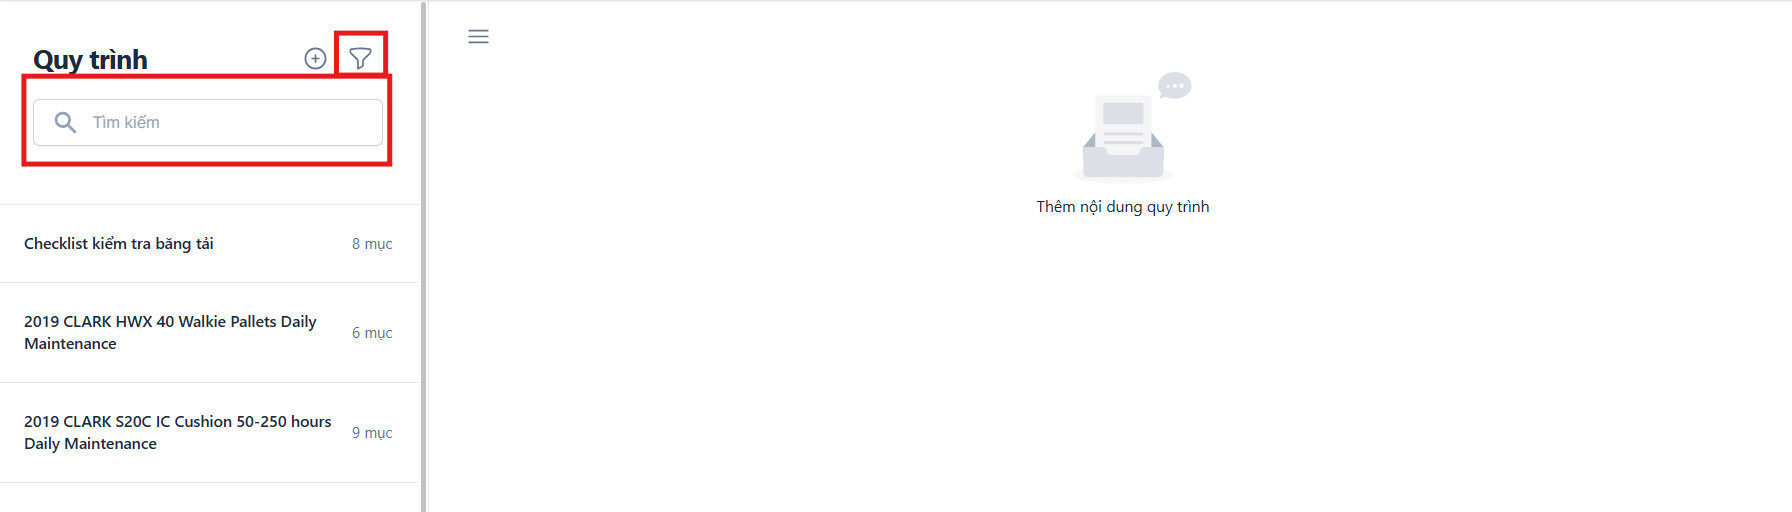 Quy trình
Tìm kiếm
Checklist kiểm tra băng tải
8 mục
2019 CLARK HWX 40 Walkie Pallets Daily
Maintenance
6 mục
2019 CLARK S20C IC Cushion 50-250 hours
Daily Maintenance
9 mục
Thêm nội dung quy trình